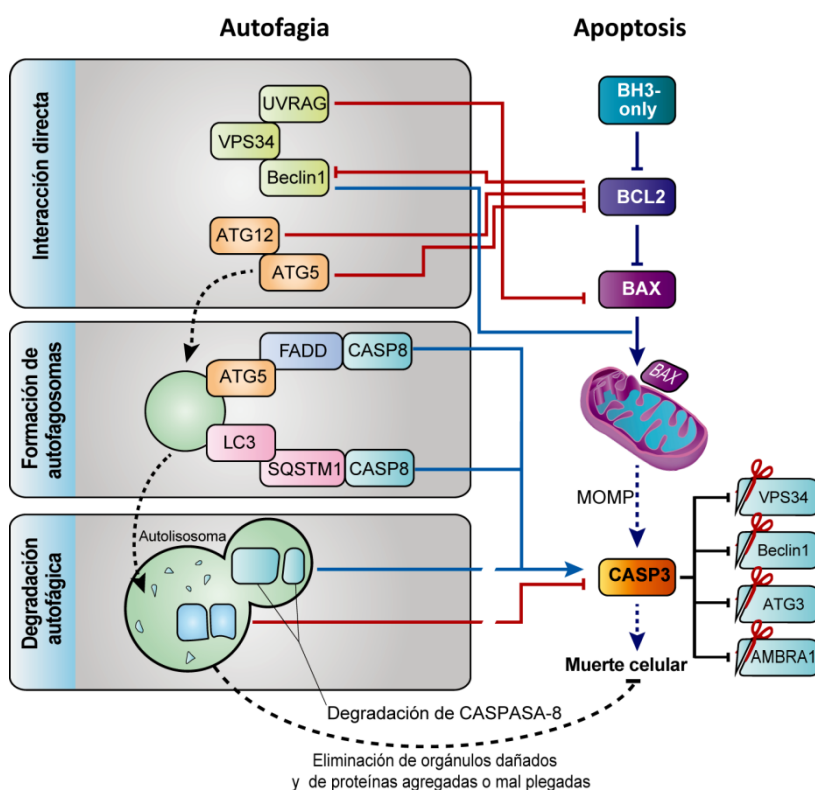 Autofagia
Apoptosis
Interacción directa
UVRAG
VPS34
Beclin1
ATG12
ATG5
BH3-
only
BCL2
BAX
Formación de
autofagosomas
FADD
CASP8
ATG5
LC3
SQSTM1
CASP8
BAX
MOMP
Degradación
autofágica
Autolisosoma
CASP3
VPS34
Beclin1
ATG3
AMBRA1
Muerte celular
Degradación de CASPASA-8
Eliminación de orgánulos dañados
y de proteínas agregadas o mal plegadas